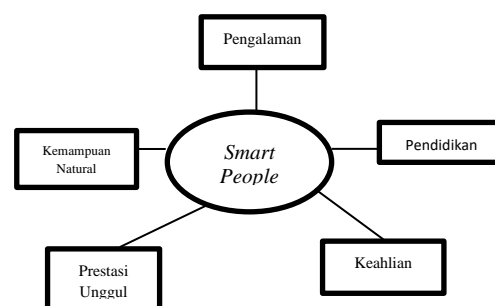 Pengalaman
Kemampuan
Natural
Smart
People
Pendidikan
Prestasi
Unggul
Keahlian